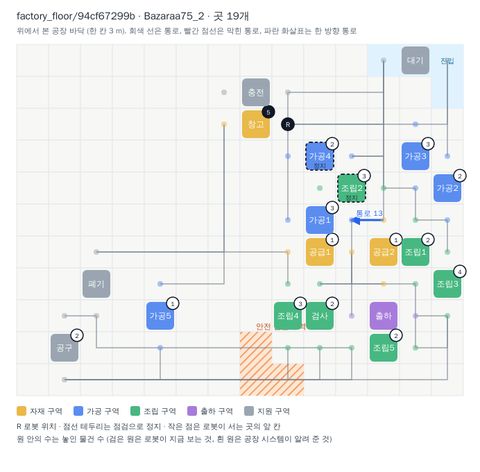 factory_floor/94cf67299b · Bazaraa75_2 · 곳 19개
위에서 본 공장 바닥 (한 칸 3 m). 회색 선은 통로, 빨간 점선은 막힌 통로, 파란 화살표는 한 방향 통로
대기
진입
충전
5
창고
R
2
가공4
정지
3
가공3
3
조립2
정지
2
가공2
3
가공1
통로 13
1
공급1
1
공급2
2
조립1
4
조립3
폐기
1
가공5
3
조립4
2
검사
출하
안전
역
2
공구
2
조립5
자재 구역
가공 구역
조립 구역
출하 구역
지원 구역
R 로봇 위치 · 점선 테두리는 점검으로 정지 · 작은 점은 로봇이 서는 곳의 앞 칸
원 안의 수는 놓인 물건 수 (검은 원은 로봇이 지금 보는 것, 흰 원은 공장 시스템이 알려 준 것)